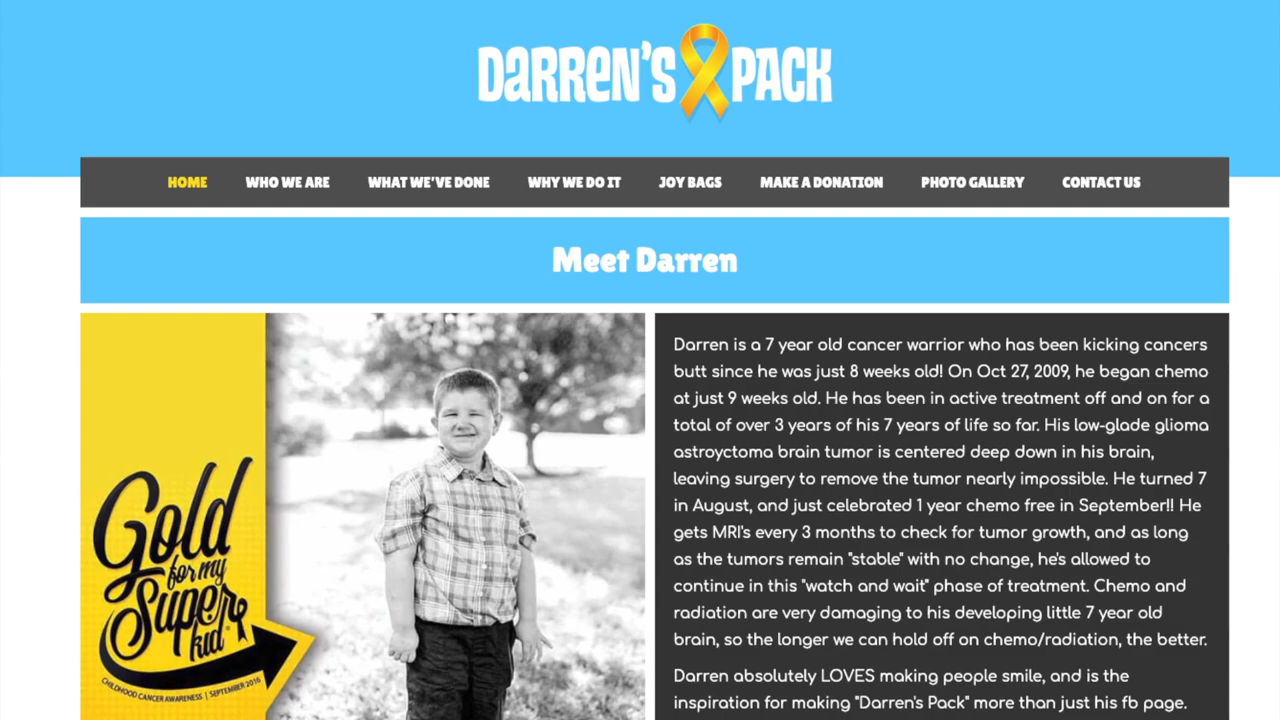 DARREN'S PACK
HOME WHO WE ARE WHAT WE'VE DONE WHY WE DO IT JOY BAGS MAKE A DONATION PHOTO GALLERY CONTACT US
Meet Darren
Gold
for my
Super
kid
CHILDHOOD CANCER AWARENESS | SEPTEMBER 2016
Darren is a 7 year old cancer warrior who has been kicking cancers
butt since he was just 8 weeks old! On Oct 27, 2009, he began chemo
at just 9 weeks old. He has been in active treatment off and on for a
total of over 3 years of his 7 years of life so far. His low-glade glioma
astroyctoma brain tumor is centered deep down in his brain,
leaving surgery to remove the tumor nearly impossible. He turned 7
in August, and just celebrated 1 year chemo free in September!! He
gets MRI's every 3 months to check for tumor growth, and as long
as the tumors remain "stable" with no change, he's allowed to
continue in this "watch and wait" phase of treatment. Chemo and
radiation are very damaging to his developing little 7 year old
brain, so the longer we can hold off on chemo/radiation, the better.
Darren absolutely LOVES making people smile, and is the
inspiration for making "Darren's Pack" more than just his fb page.